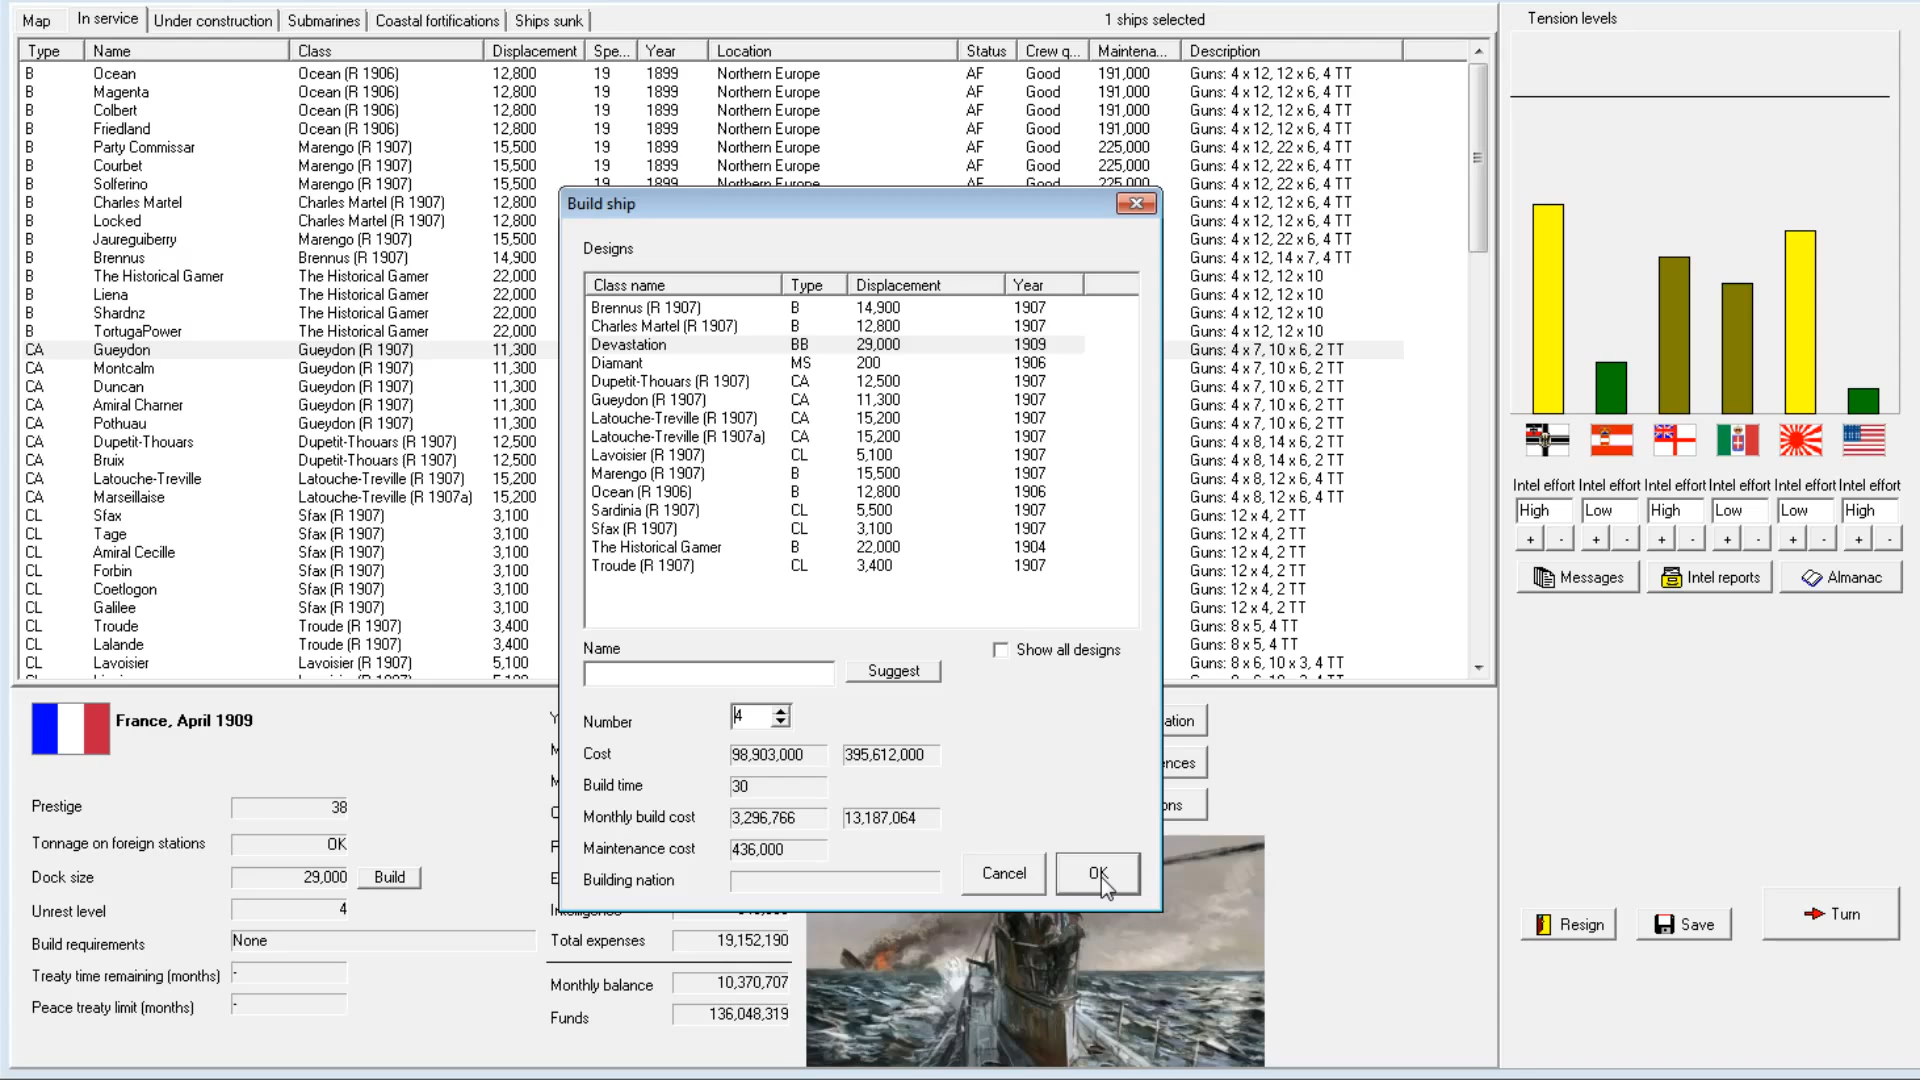 Map In service Under construction Submarines Coastal fortifications Ships sunk 1 ships selected
Type Name Class Displacement Spe... Year Location Status Crew q... Maintena... Description
B Ocean Ocean (R 1906) 12,800 19 1899 Northern Europe AF Good 191,000 Guns: 4 x 12, 12 x 6, 4 TT
B Magenta Ocean (R 1906) 12,800 19 1899 Northern Europe AF Good 191,000 Guns: 4 x 12, 12 x 6, 4 TT
B Colbert Ocean (R 1906) 12,800 19 1899 Northern Europe AF Good 191,000 Guns: 4 x 12, 12 x 6, 4 TT
B Friedland Ocean (R 1906) 12,800 19 1899 Northern Europe AF Good 191,000 Guns: 4 x 12, 12 x 6, 4 TT
B Party Commissar Marengo (R 1907) 15,500 19 1899 Northern Europe AF Good 225,000 Guns: 4 x 12, 22 x 6, 4 TT
B Courbet Marengo (R 1907) 15,500 19 1899 Northern Europe AF Good 225,000 Guns: 4 x 12, 22 x 6, 4 TT
B Solferino Marengo (R 1907) 15,500 19 1899 Northern Europe AF Good 225,000 Guns: 4 x 12, 22 x 6, 4 TT
B Charles Martel Charles Martel (R 1907) 12,800 Guns: 4 x 12, 12 x 6, 4 TT
B Locked Charles Martel (R 1907) 12,800 Guns: 4 x 12, 12 x 6, 4 TT
B Jaureguiberry Marengo (R 1907) 15,500 Guns: 4 x 12, 22 x 6, 4 TT
B Brennus Brennus (R 1907) 14,900 Guns: 4 x 12, 14 x 7, 4 TT
B The Historical Gamer The Historical Gamer 22,000 Guns: 4 x 12, 12 x 10
B Liena The Historical Gamer 22,000 Guns: 4 x 12, 12 x 10
B Shardnz The Historical Gamer 22,000 Guns: 4 x 12, 12 x 10
B TortugaPower The Historical Gamer 22,000 Guns: 4 x 12, 12 x 10
CA Gueydon Gueydon (R 1907) 11,300 Guns: 4 x 7, 10 x 6, 2 TT
CA Montcalm Gueydon (R 1907) 11,300 Guns: 4 x 7, 10 x 6, 2 TT
CA Duncan Gueydon (R 1907) 11,300 Guns: 4 x 7, 10 x 6, 2 TT
CA Amiral Charner Gueydon (R 1907) 11,300 Guns: 4 x 7, 10 x 6, 2 TT
CA Pothuau Gueydon (R 1907) 11,300 Guns: 4 x 7, 10 x 6, 2 TT
CA Dupetit-Thouars Dupetit-Thouars (R 1907) 12,500 Guns: 4 x 8, 14 x 6, 2 TT
CA Bruix Dupetit-Thouars (R 1907) 12,500 Guns: 4 x 8, 14 x 6, 2 TT
CA Latouche-Treville Latouche-Treville (R 1907) 15,200 Guns: 4 x 8, 12 x 6, 4 TT
CA Marseillaise Latouche-Treville (R 1907a) 15,200 Guns: 4 x 8, 12 x 6, 4 TT
CL Sfax Sfax (R 1907) 3,100 Guns: 12 x 4, 2 TT
CL Tage Sfax (R 1907) 3,100 Guns: 12 x 4, 2 TT
CL Amiral Cecille Sfax (R 1907) 3,100 Guns: 12 x 4, 2 TT
CL Forbin Sfax (R 1907) 3,100 Guns: 12 x 4, 2 TT
CL Coetlogon Sfax (R 1907) 3,100 Guns: 12 x 4, 2 TT
CL Galilee Sfax (R 1907) 3,100 Guns: 12 x 4, 2 TT
CL Troude Troude (R 1907) 3,400 Guns: 8 x 5, 4 TT
CL Lalande Troude (R 1907) 3,400 Guns: 8 x 5, 4 TT
CL Lavoisier Lavoisier (R 1907) 5,100 Guns: 8 x 6, 10 x 3, 4 TT
Build ship
Designs
Class name Type Displacement Year
Brennus (R 1907) B 14,900 1907
Charles Martel (R 1907) B 12,800 1907
Devastation BB 29,000 1909
Diamant MS 200 1906
Dupetit-Thouars (R 1907) CA 12,500 1907
Gueydon (R 1907) CA 11,300 1907
Latouche-Treville (R 1907) CA 15,200 1907
Latouche-Treville (R 1907a) CA 15,200 1907
Lavoisier (R 1907) CL 5,100 1907
Marengo (R 1907) B 15,500 1907
Ocean (R 1906) B 12,800 1906
Sardinia (R 1907) CL 5,500 1907
Sfax (R 1907) CL 3,100 1907
The Historical Gamer B 22,000 1904
Troude (R 1907) CL 3,400 1907
Name Show all designs
Suggest
Number 4
Cost 98,903,000 395,612,000
Build time 30
Monthly build cost 3,296,766 13,187,064
Maintenance cost 436,000
Building nation
Cancel OK
France, April 1909
Prestige 38
Tonnage on foreign stations OK
Dock size 29,000 Build
Unrest level 4
Build requirements None
Treaty time remaining (months) -
Peace treaty limit (months) -
Total expenses 19,152,190
Monthly balance 10,370,707
Funds 136,048,319
ation
ences
ons
Tension levels
Intel effort Intel effort Intel effort Intel effort Intel effort Intel effort
High Low High Low Low High
+ - + - + - + - + - + -
Messages Intel reports Almanac
Resign Save Turn